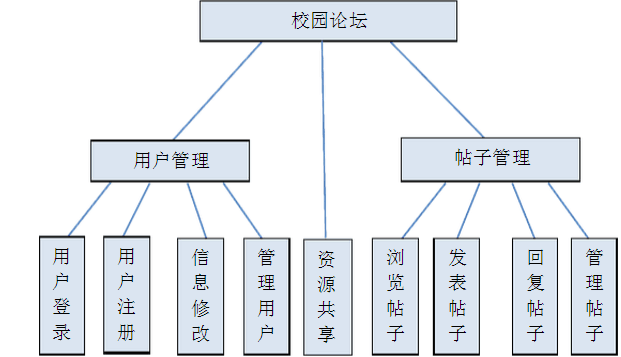 校园论坛
用户管理
帖子管理
用户登录
用户注册
信息修改
管理用户
资源共享
浏览帖子
发表帖子
回复帖子
管理帖子